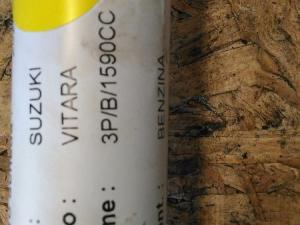 : SUZUKI
o : VITARA
ne : 3P/B/1590CC
nt. : BENZINA